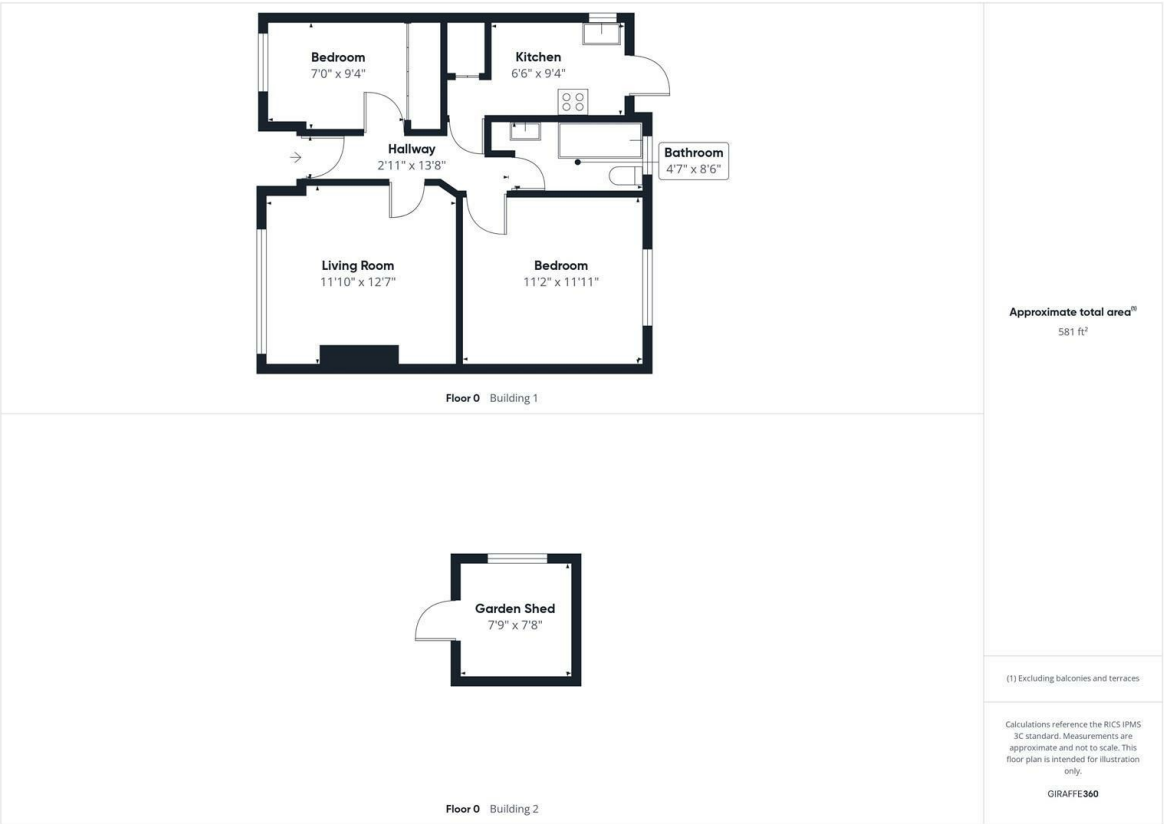 Bedroom
7'0" x 9'4"
Kitchen
6'6" x 9'4"
Hallway
2'11" x 13'8"
Bathroom
4'7" x 8'6"
Living Room
11'10" x 12'7"
Bedroom
11'2" x 11'11"
Floor 0 Building 1
Garden Shed
7'9" x 7'8"
Floor 0 Building 2
Approximate total area(1)
581 ft²
(1) Excluding balconies and terraces
Calculations reference the RICS IPMS
3C standard. Measurements are
approximate and not to scale. This
floor plan is intended for illustration
only.
GIRAFFE360